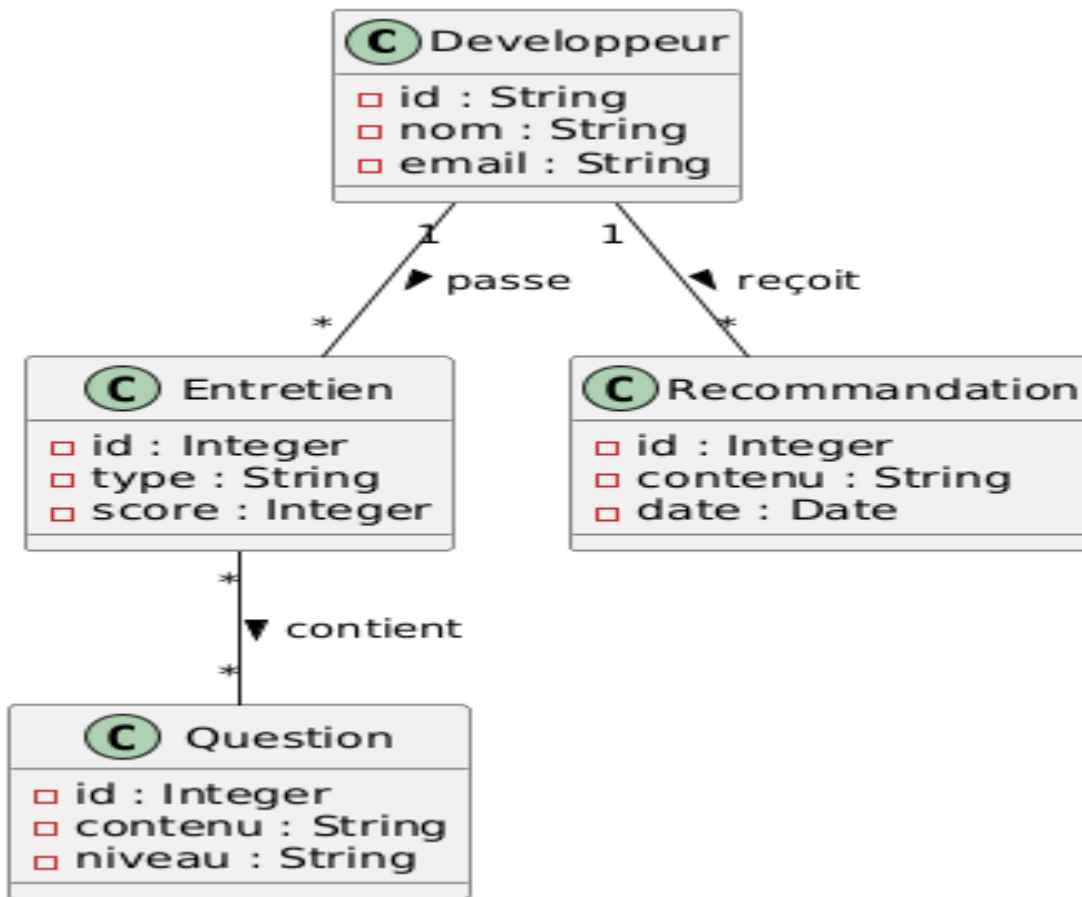 C Developpeur
id : String
nom : String
email : String
1
1
passe
reçoit
*
*
C Entretien
id : Integer
type : String
score : Integer
C Recommandation
id : Integer
contenu : String
date : Date
*
contient
*
C Question
id : Integer
contenu : String
niveau : String